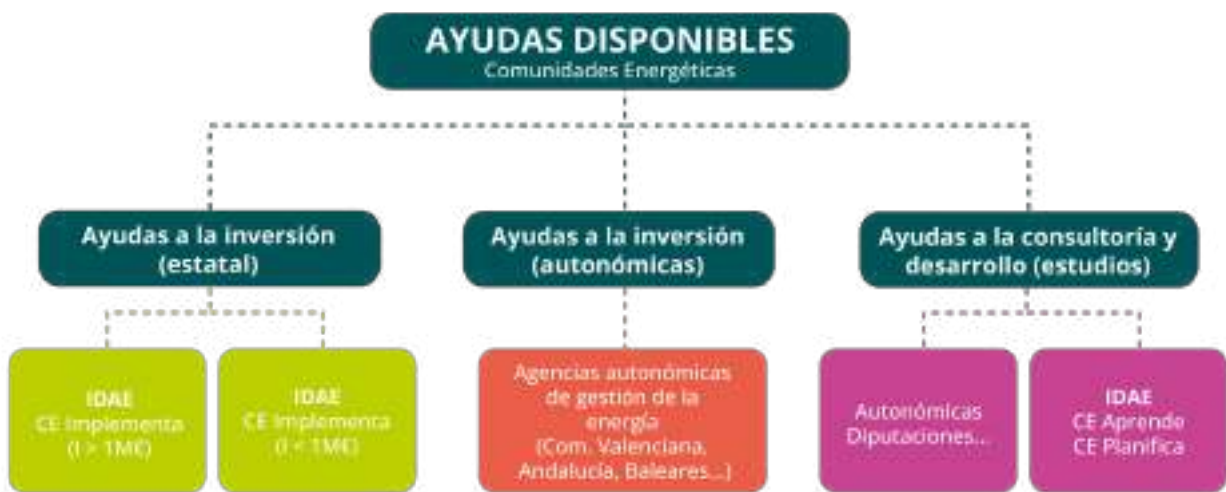 AYUDAS DISPONIBLES
Comunidades Energéticas
Ayudas a la inversión
(estatal)
Ayudas a la inversión
(autonómicas)
Ayudas a la consultoría y
desarrollo (estudios)
IDAE
CE Implementa
(I > 1M€)
IDAE
CE Implementa
(I < 1M€)
Agencias autonómicas
de gestión de la
energía
(Com. Valenciana,
Andalucía, Baleares...)
Autonómicas
Diputaciones...
IDAE
CE Aprende
CE Planifica